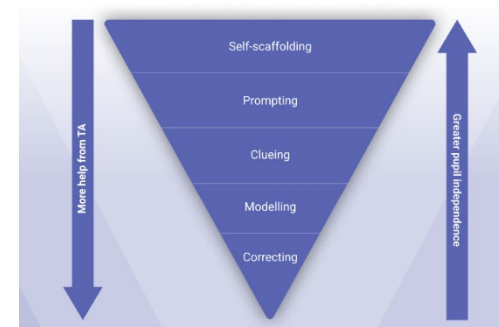 Self-scaffolding
Prompting
Clueing
Modelling
Correcting
More help from TA
Greater pupil independence